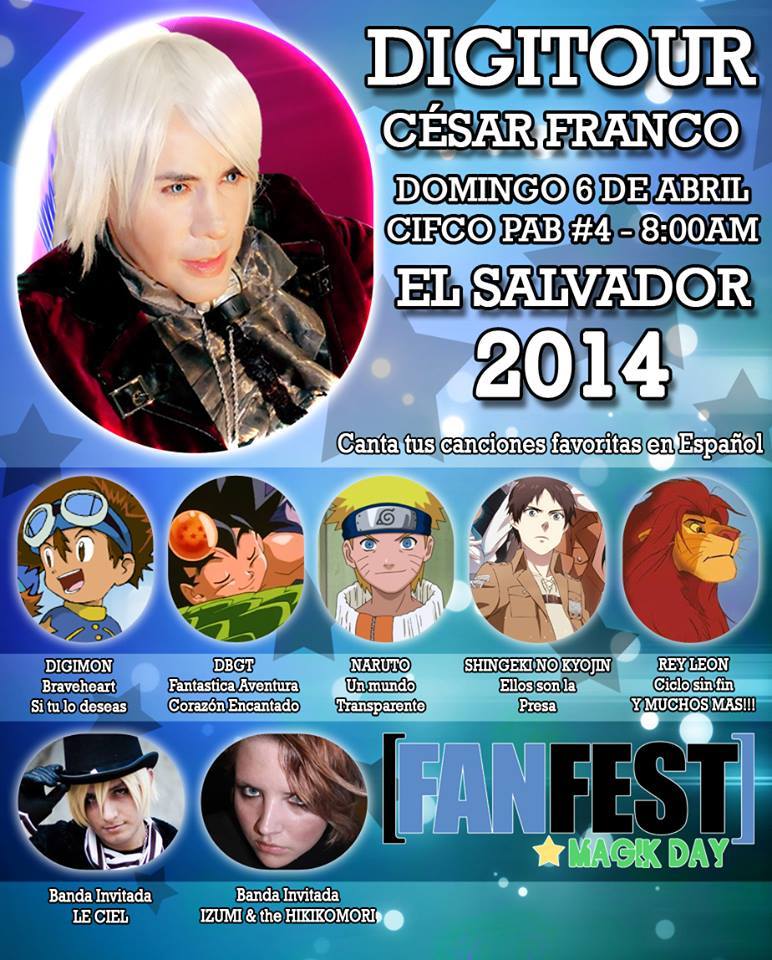 DIGITOUR
CÉSAR FRANCO
DOMINGO 6 DE ABRIL
CIFCO PAB #4 - 8:00AM
EL SALVADOR
2014
Canta tus canciones favoritas en Español
DIGIMON
Braveheart
Si tu lo deseas
DBGT
Fantastica Aventura
Corazón Encantado
NARUTO
Un mundo
Transparente
SHINGEKI NO KYOJIN
Ellos son la
Presa
REY LEON
Ciclo sin fin
Y MUCHOS MAS!!!
[FANFEST]
MAGIK DAY
Banda Invitada
LE CIEL
Banda Invitada
IZUMI & the HIKIKOMORI